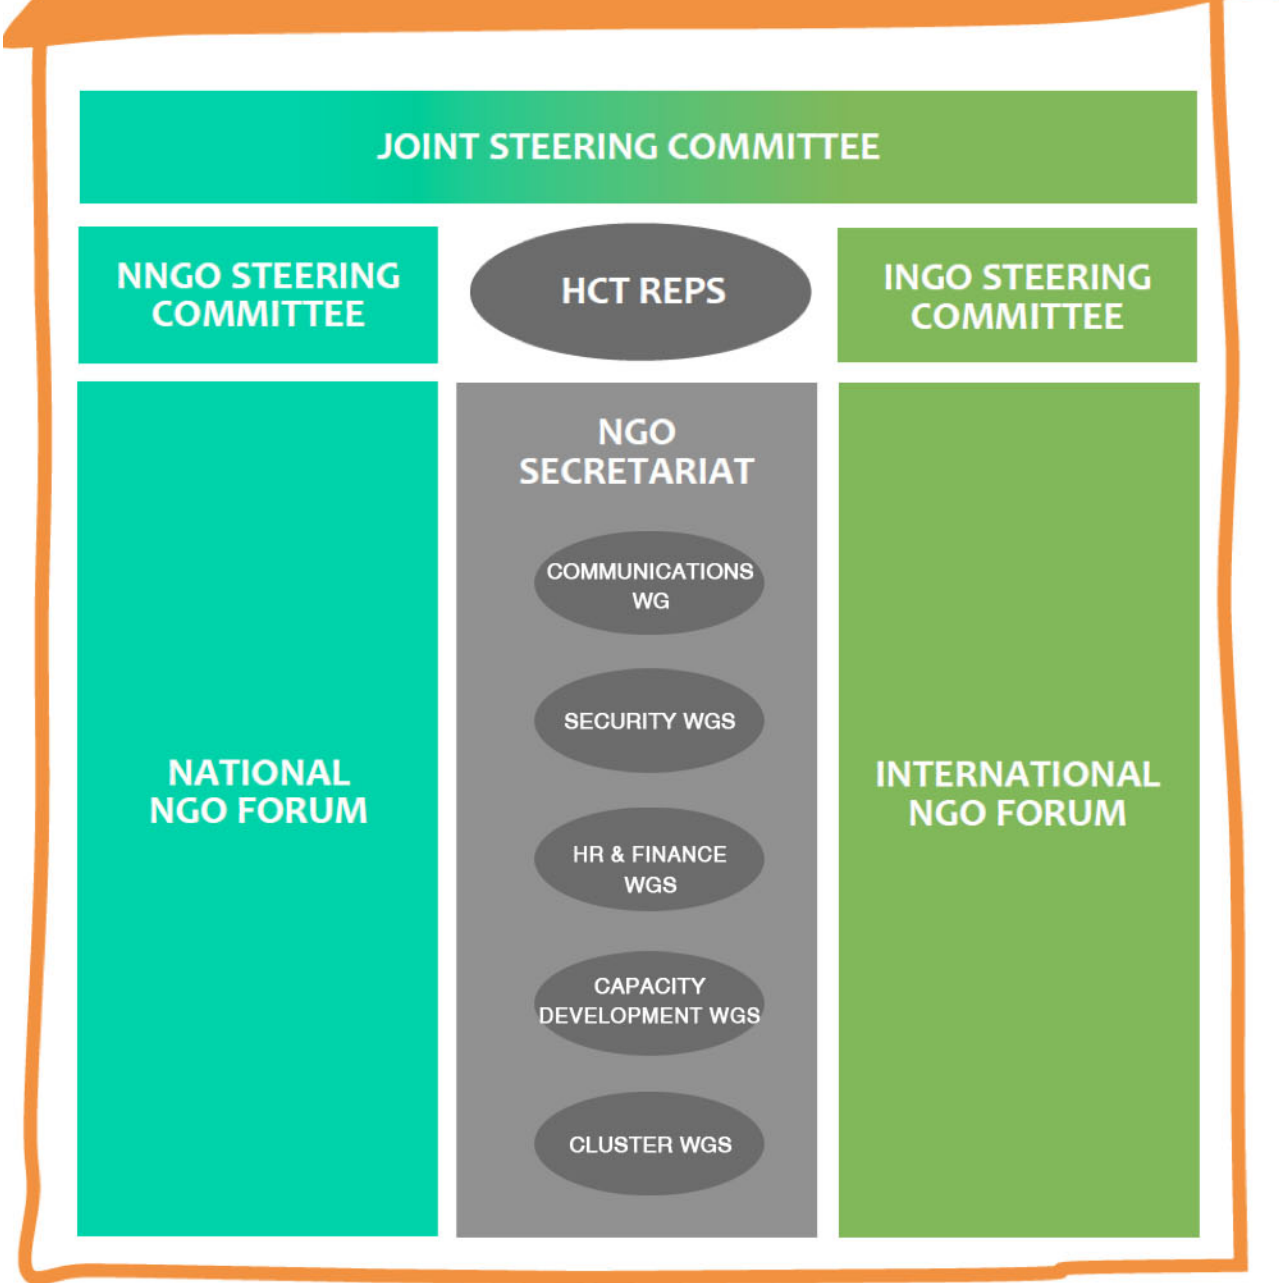 JOINT STEERING COMMITTEE
NNGO STEERING
COMMITTEE
HCT REPS
INGO STEERING
COMMITTEE
NATIONAL
NGO FORUM
NGO
SECRETARIAT
COMMUNICATIONS
WG
SECURITY WGS
HR & FINANCE
WGS
CAPACITY
DEVELOPMENT WGS
CLUSTER WGS
INTERNATIONAL
NGO FORUM